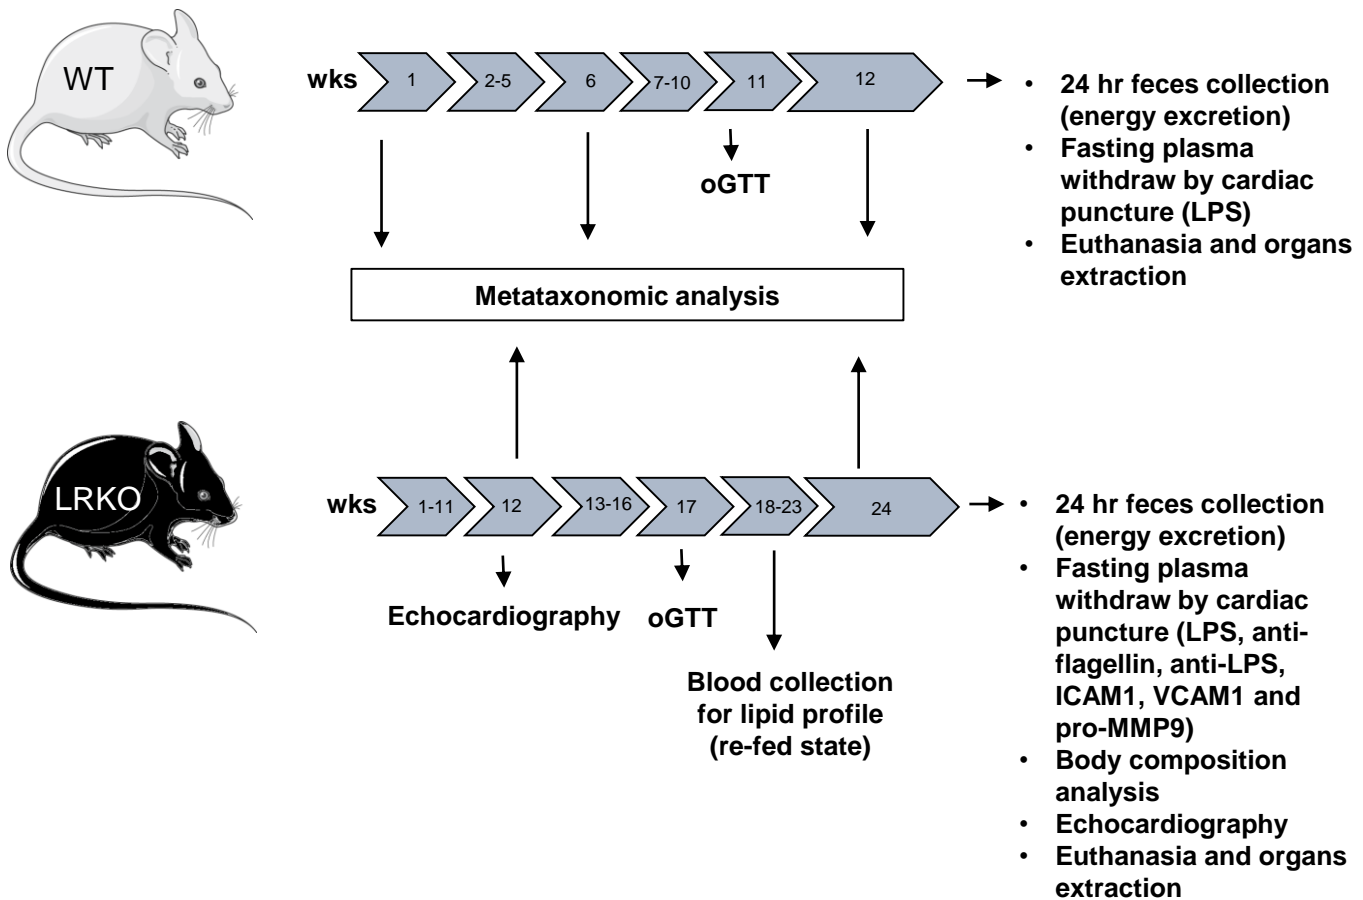 WT
wks
1
2-5
6
7-10
11
12
oGTT
• 24 hr feces collection
(energy excretion)
• Fasting plasma
withdraw by cardiac
puncture (LPS)
• Euthanasia and organs
extraction
Metataxonomic analysis
LRKO
wks
1-11
12
13-16
17
18-23
24
Echocardiography
oGTT
Blood collection
for lipid profile
(re-fed state)
• 24 hr feces collection
(energy excretion)
• Fasting plasma
withdraw by cardiac
puncture (LPS, anti-
flagellin, anti-LPS,
ICAM1, VCAM1 and
pro-MMP9)
• Body composition
analysis
• Echocardiography
• Euthanasia and organs
extraction